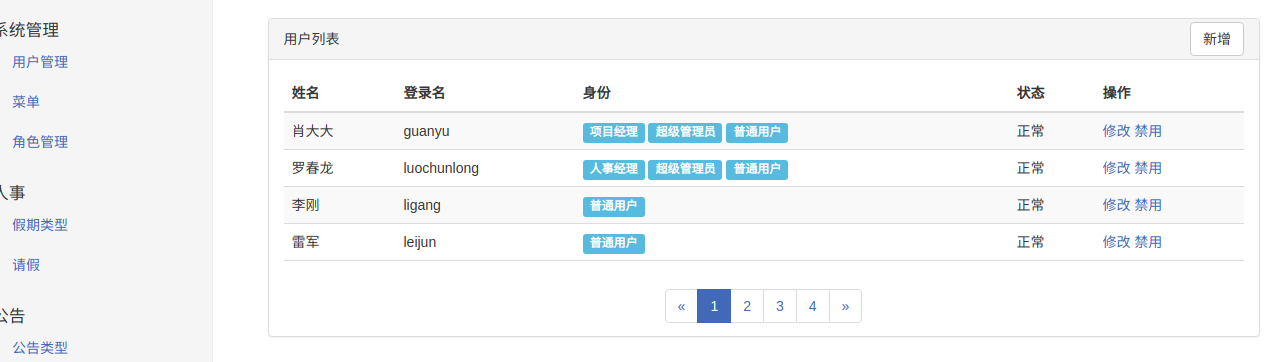 系统管理
用户管理
菜单
角色管理
人事
假期类型
请假
公告
公告类型
用户列表 新增
姓名 登录名 身份 状态 操作
肖大大 guanyu 项目经理 超级管理员 普通用户 正常 修改 禁用
罗春龙 luochunlong 人事经理 超级管理员 普通用户 正常 修改 禁用
李刚 ligang 普通用户 正常 修改 禁用
雷军 leijun 普通用户 正常 修改 禁用
« 1 2 3 4 »